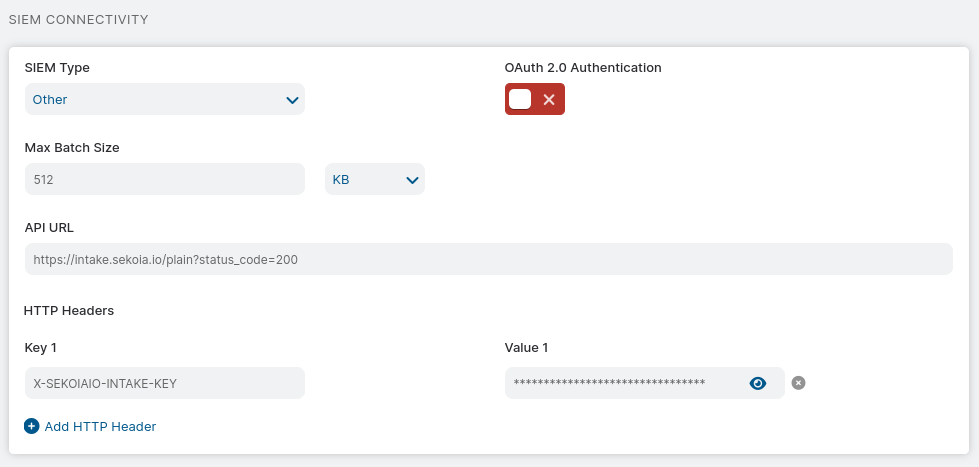 SIEM CONNECTIVITY
SIEM Type
OAuth 2.0 Authentication
Other
Max Batch Size
512
KB
API URL
https://intake.sekoia.io/plain?status_code=200
HTTP Headers
Key 1
Value 1
X-SEKOIAIO-INTAKE-KEY
********************************
Add HTTP Header